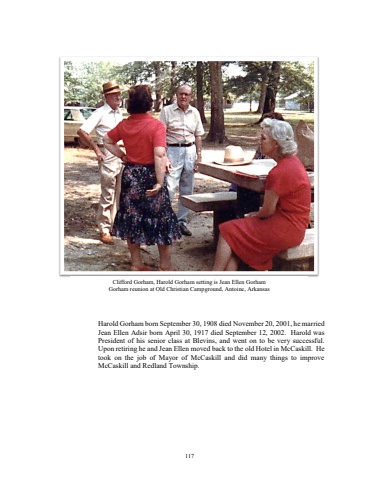 Clifford Gorham, Harold Gorham setting is Jean Ellen Gorham
Gorham reunion at Old Christian Campground, Antoine, Arkansas
Harold Gorham born September 30, 1908 died November 20, 2001, he married
Jean Ellen Adsir born April 30, 1917 died September 12, 2002. Harold was
President of his senior class at Blevins, and went on to be very successful.
Upon retiring he and Jean Ellen moved back to the old Hotel in McCaskill. He
took on the job of Mayor of McCaskill and did many things to improve
McCaskill and Redland Township.
117